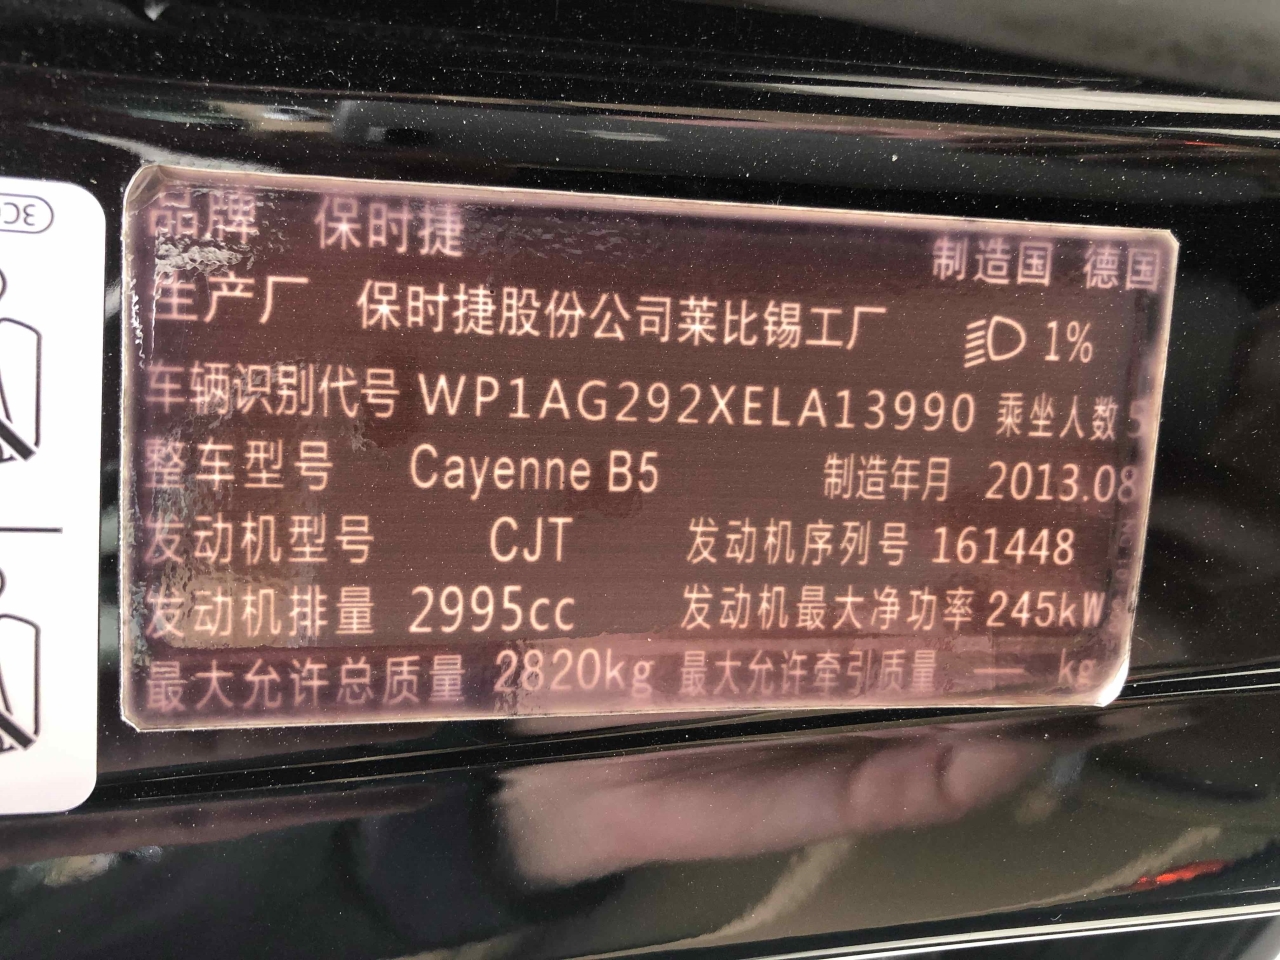 品牌 保时捷 制造国 德国
生产厂 保时捷股份公司莱比锡工厂 1%
车辆识别代号 WP1AG292XELA13990 乘坐人数 5
整车型号 Cayenne B5 制造年月 2013.08
发动机型号 CJT 发动机序列号 161448
发动机排量 2995cc 发动机最大净功率 245kW
最大允许总质量 2820kg 最大允许牵引质量 — kg